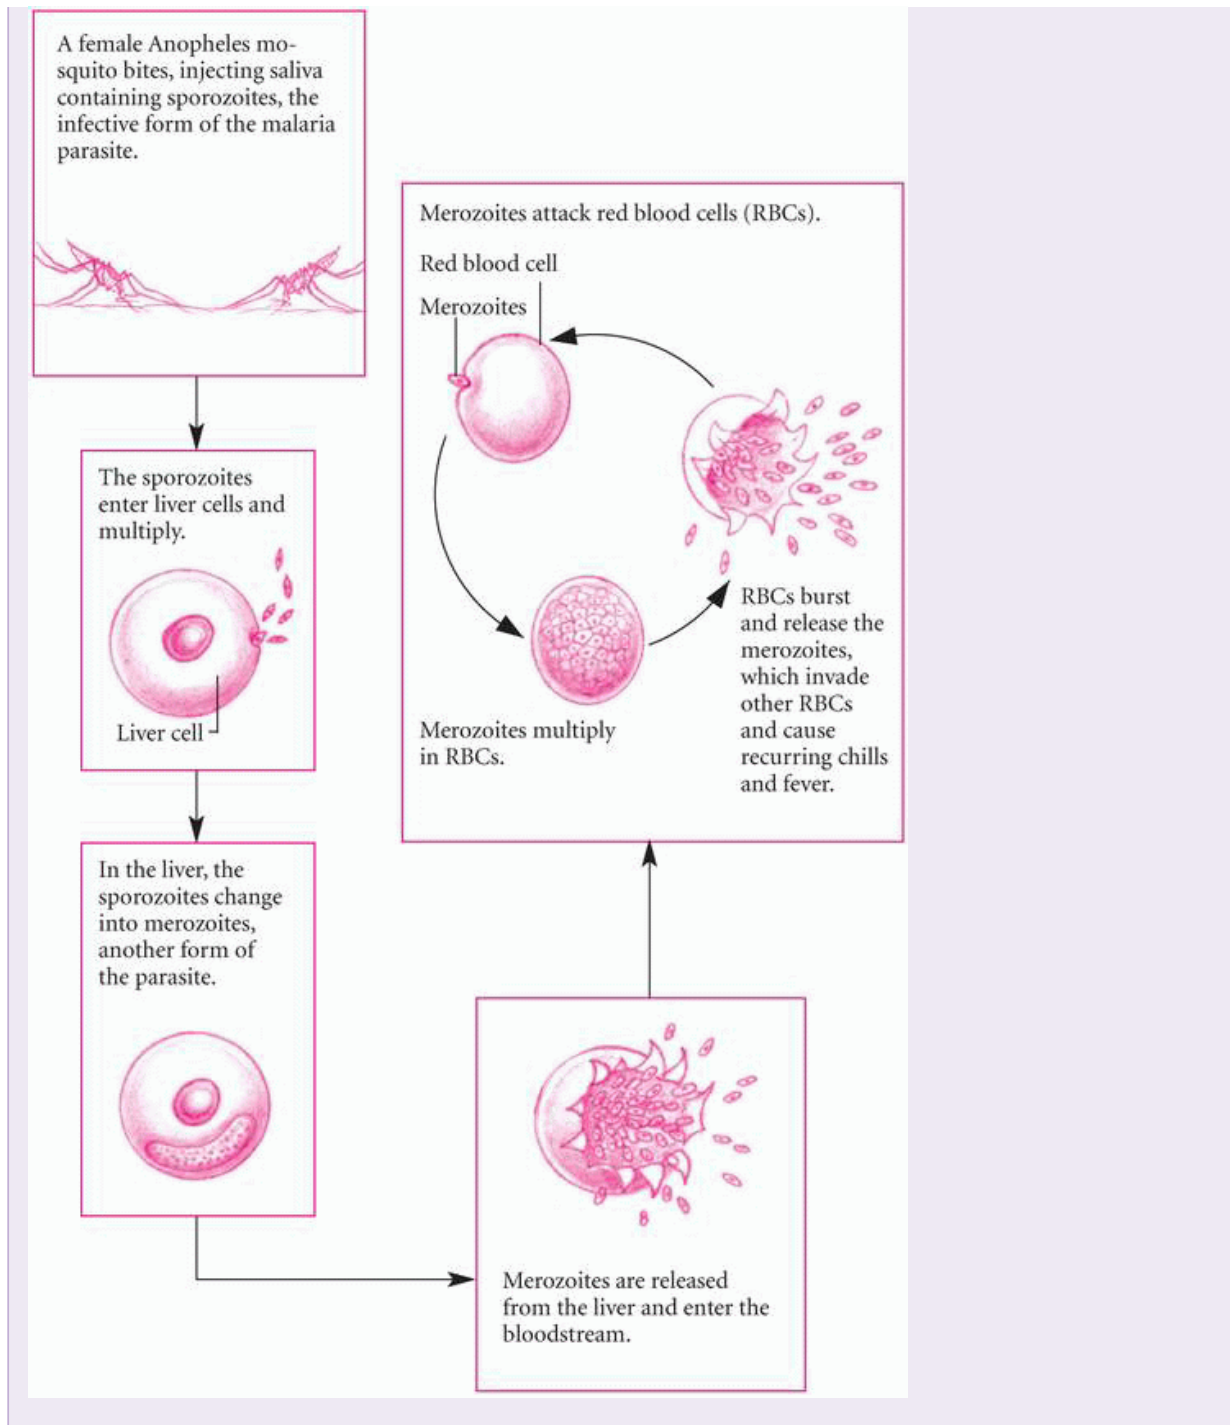 A female Anopheles mo-
squito bites, injecting saliva
containing sporozoites, the
infective form of the malaria
parasite.
The sporozoites
enter liver cells and
multiply.
Liver cell
In the liver, the
sporozoites change
into merozoites,
another form of
the parasite.
Merozoites are released
from the liver and enter the
bloodstream.
Merozoites attack red blood cells (RBCs).
Red blood cell
Merozoites
Merozoites multiply
in RBCs.
RBCs burst
and release the
merozoites,
which invade
other RBCs
and cause
recurring chills
and fever.